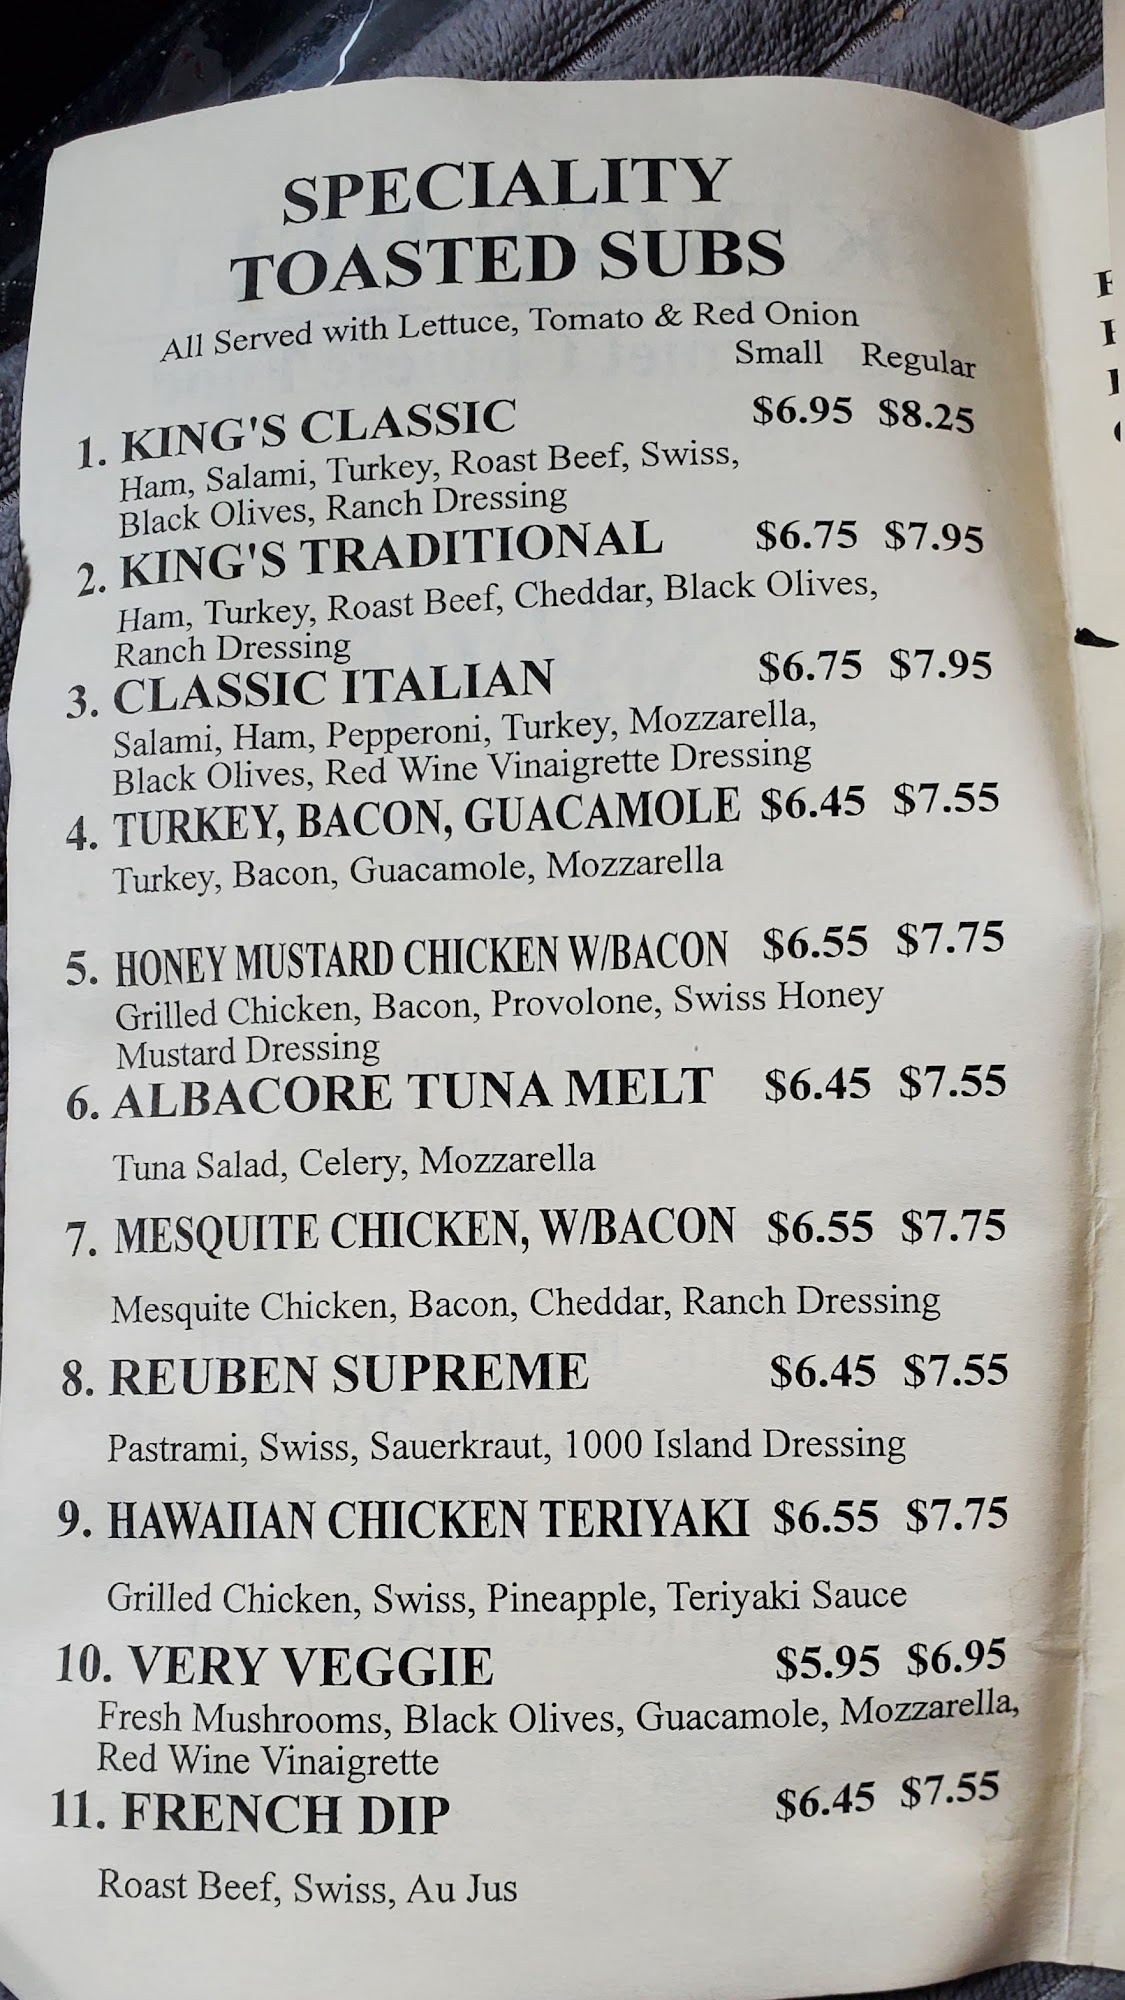 SPECIALITY
TOASTED SUBS
All Served with Lettuce, Tomato & Red Onion
Small Regular
1. KING'S CLASSIC $6.95 $8.25
Ham, Salami, Turkey, Roast Beef, Swiss,
Black Olives, Ranch Dressing
2. KING'S TRADITIONAL $6.75 $7.95
Ham, Turkey, Roast Beef, Cheddar, Black Olives,
Ranch Dressing
3. CLASSIC ITALIAN $6.75 $7.95
Salami, Ham, Pepperoni, Turkey, Mozzarella,
Black Olives, Red Wine Vinaigrette Dressing
4. TURKEY, BACON, GUACAMOLE $6.45 $7.55
Turkey, Bacon, Guacamole, Mozzarella
5. HONEY MUSTARD CHICKEN W/BACON $6.55 $7.75
Grilled Chicken, Bacon, Provolone, Swiss Honey
Mustard Dressing
6. ALBACORE TUNA MELT $6.45 $7.55
Tuna Salad, Celery, Mozzarella
7. MESQUITE CHICKEN, W/BACON $6.55 $7.75
Mesquite Chicken, Bacon, Cheddar, Ranch Dressing
8. REUBEN SUPREME $6.45 $7.55
Pastrami, Swiss, Sauerkraut, 1000 Island Dressing
9. HAWAIIAN CHICKEN TERIYAKI $6.55 $7.75
Grilled Chicken, Swiss, Pineapple, Teriyaki Sauce
10. VERY VEGGIE $5.95 $6.95
Fresh Mushrooms, Black Olives, Guacamole, Mozzarella,
Red Wine Vinaigrette
11. FRENCH DIP $6.45 $7.55
Roast Beef, Swiss, Au Jus